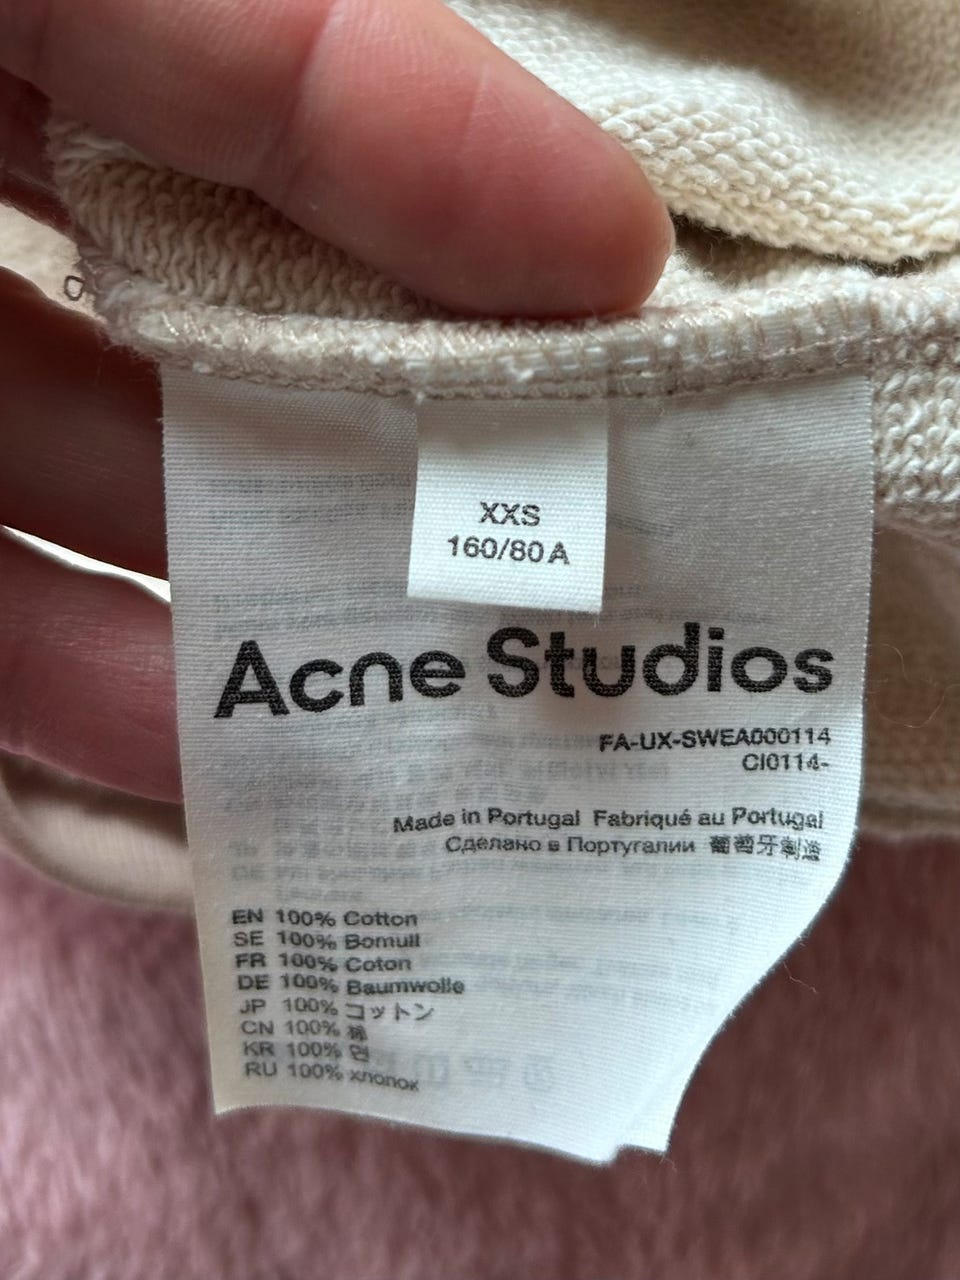 XXS
160/80A
Acne Studios
FA-UX-SWEA000114
CI0114-
Made in Portugal Fabriqué au Portugal
Сделано в Португалии 葡萄牙制造
EN 100% Cotton
SE 100% Bomull
FR 100% Coton
DE 100% Baumwolle
JP 100% コットン
CN 100% 棉
KR 100% 면
RU 100% хлопок